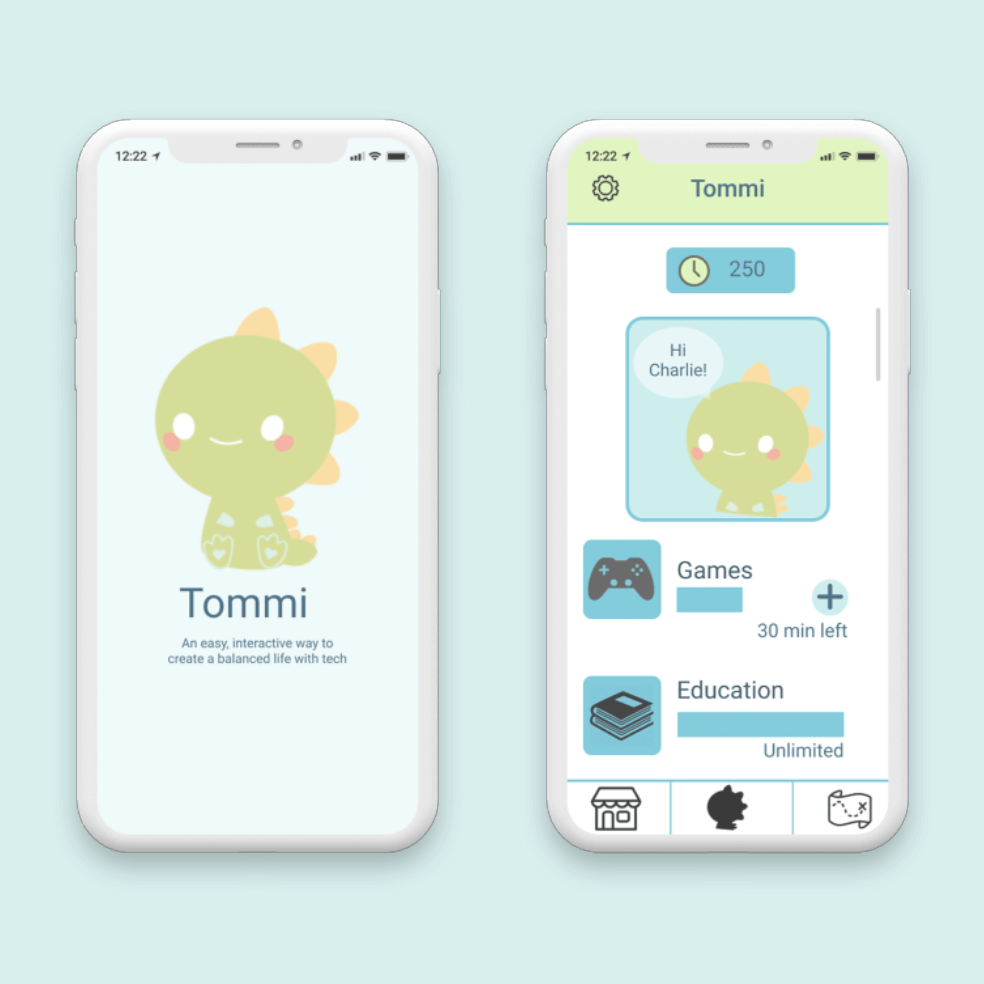 12:22
Tommi
An easy, interactive way to
create a balanced life with tech
12:22
Tommi
250
Hi
Charlie!
Games
30 min left
Education
Unlimited